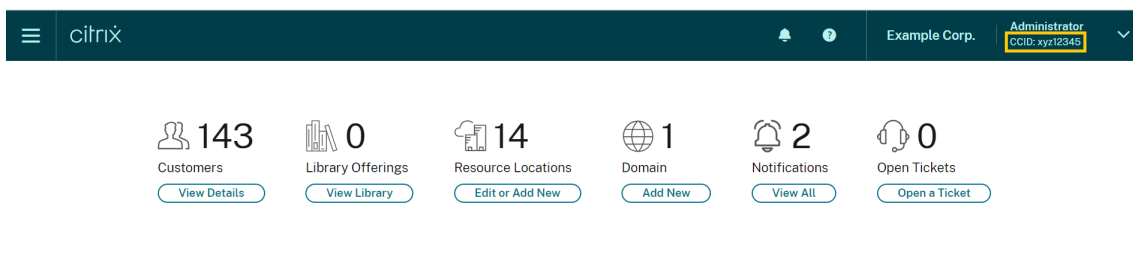 citrix
Example Corp.
Administrator
CCID: xyz12345
143
Customers
View Details
0
Library Offerings
View Library
14
Resource Locations
Edit or Add New
1
Domain
Add New
2
Notifications
View All
0
Open Tickets
Open a Ticket